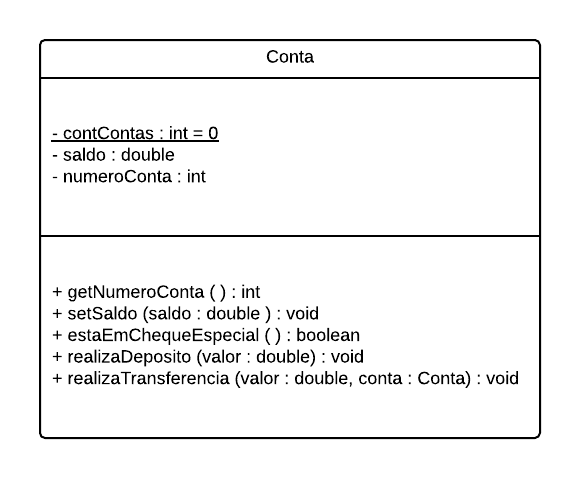 Conta
- contContas : int = 0
- saldo : double
- numeroConta : int
+ getNumeroConta ( ) : int
+ setSaldo (saldo : double ) : void
+ estaEmChequeEspecial ( ) : boolean
+ realizaDeposito (valor : double) : void
+ realizaTransferencia (valor : double, conta : Conta) : void